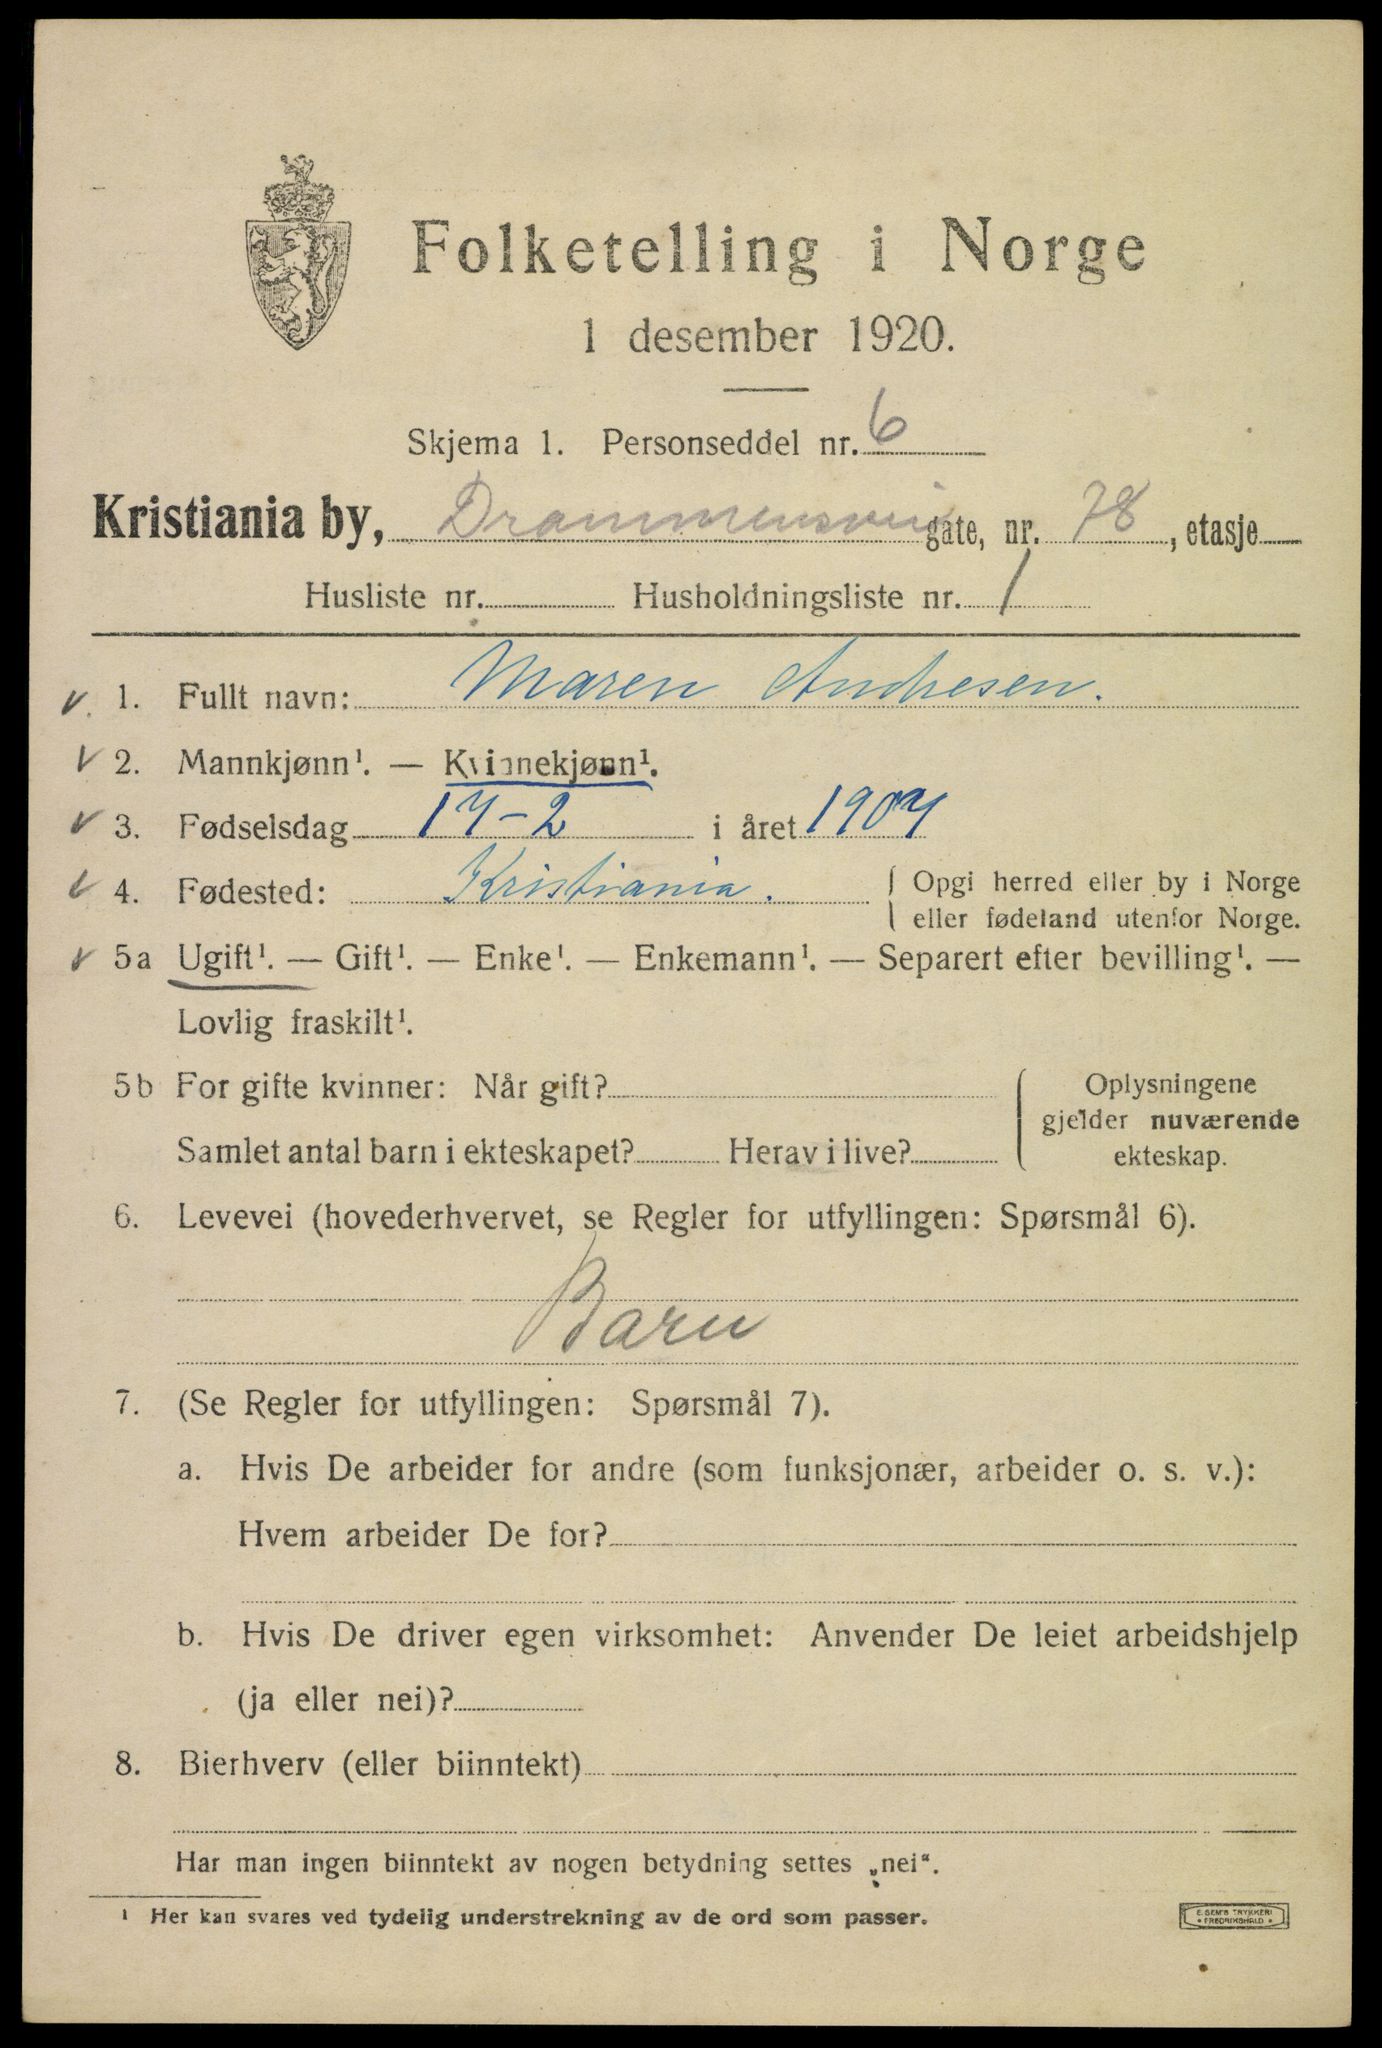 Folketelling i Norge
1 desember 1920.
Skjema 1. Personseddel nr. 6
Kristiania by, Drammensvei gate, nr. 78, etasje
Husliste nr. Husholdningsliste nr. 1
1. Fullt navn: Maren Andresen.
2. Mannkjønn¹. — Kvinnekjønn¹.
3. Fødselsdag 17-2 i året 1907
4. Fødested: Kristiania. { Opgi herred eller by i Norge
eller fødeland utenfor Norge.
5a Ugift¹. — Gift¹. — Enke¹. — Enkemann¹. — Separert efter bevilling¹. —
Lovlig fraskilt¹.
5b For gifte kvinner: Når gift? Oplysningene
gjelder nuværende
Samlet antal barn i ekteskapet? Herav i live? ekteskap.
6. Levevei (hovederhvervet, se Regler for utfyllingen: Spørsmål 6).
Barn
7. (Se Regler for utfyllingen: Spørsmål 7).
a. Hvis De arbeider for andre (som funksjonær, arbeider o. s. v.):
Hvem arbeider De for?
b. Hvis De driver egen virksomhet: Anvender De leiet arbeidshjelp
(ja eller nei)?
8. Bierhverv (eller biinntekt)
Har man ingen biinntekt av nogen betydning settes „nei“.
¹ Her kan svares ved tydelig understrekning av de ord som passer.
E. SEM'S TRYKKERI
• FREDRIKSHALD •